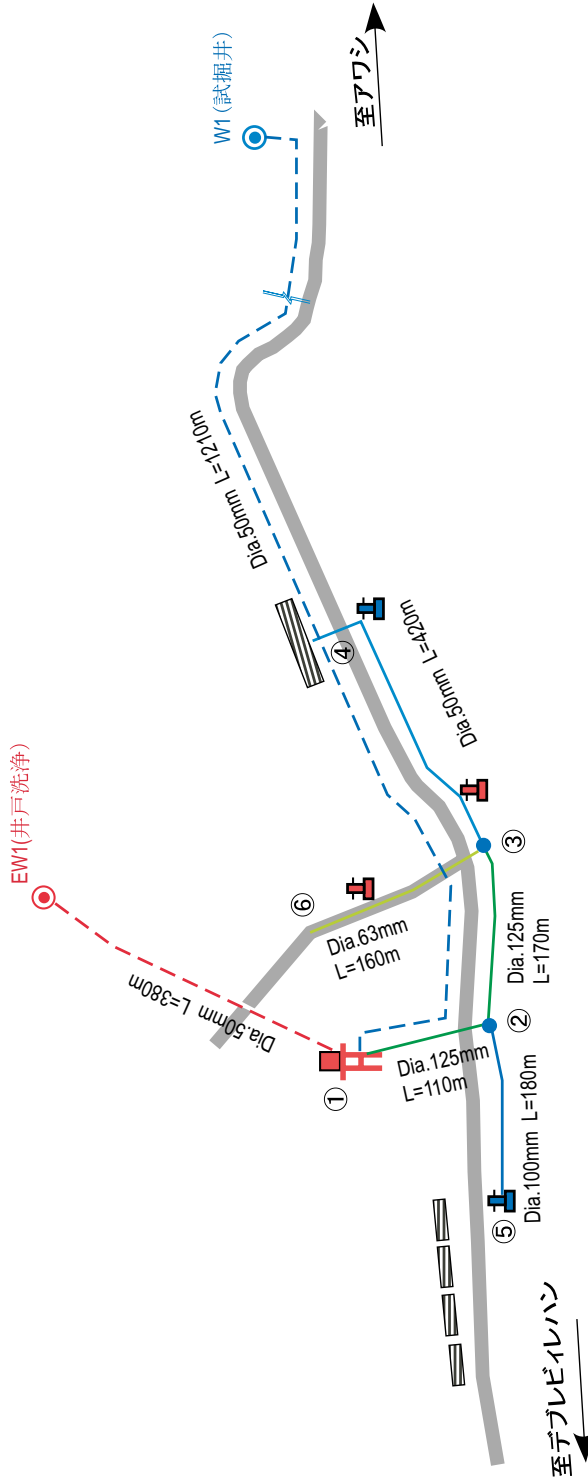 W1(試掘井)
至アワシ
EW1(井戸洗浄)
Dia.50mm L=1210m
④
Dia.50mm L=420m
⑥
③
Dia.63mm
L=160m
Dia.50mm L=380m
Dia.125mm
L=170m
②
①
Dia.125mm
L=110m
Dia.100mm L=180m
⑤
至デブレビィレハン